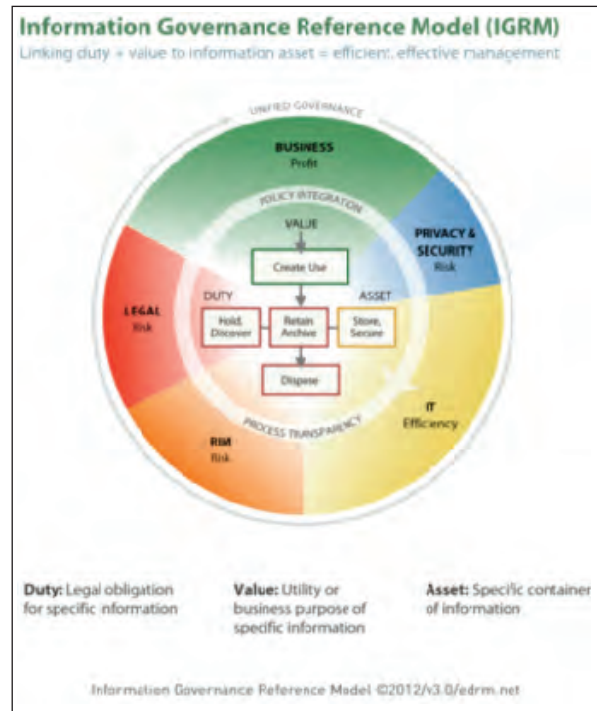 Information Governance Reference Model (IGRM)
Linking duty + value to information asset = efficient, effective management
UNIFIED GOVERNANCE
BUSINESS
Profit
POLICY INTEGRATION
VALUE
PRIVACY &
SECURITY
Risk
Create Use
DUTY
ASSET
LEGAL
Risk
Hold,
Discover
Retain
Archive
Store,
Secure
Dispose
IT
Efficiency
PROCESS TRANSPARENCY
RIM
Risk
Duty: Legal obligation
for specific information
Value: Utility or
business purpose of
specific information
Asset: Specific container
of information
Information Governance Reference Model ©2012/v3.0/edrm.net